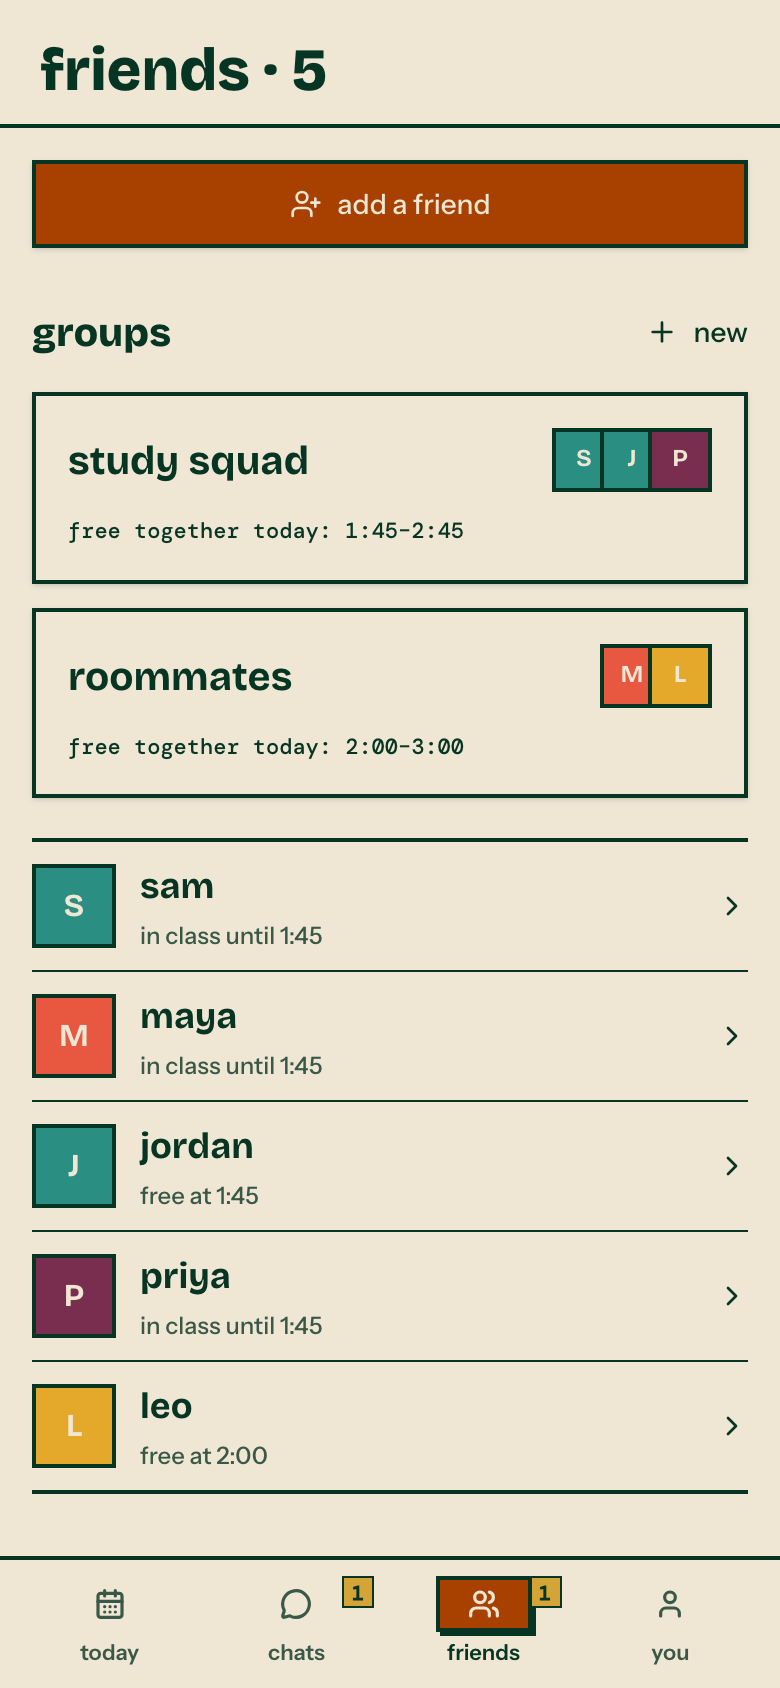 friends · 5
add a friend
groups
new
study squad
S J P
free together today: 1:45–2:45
roommates
M L
free together today: 2:00–3:00
S
sam
in class until 1:45
M
maya
in class until 1:45
J
jordan
free at 1:45
P
priya
in class until 1:45
L
leo
free at 2:00
today
1
chats
1
friends
you